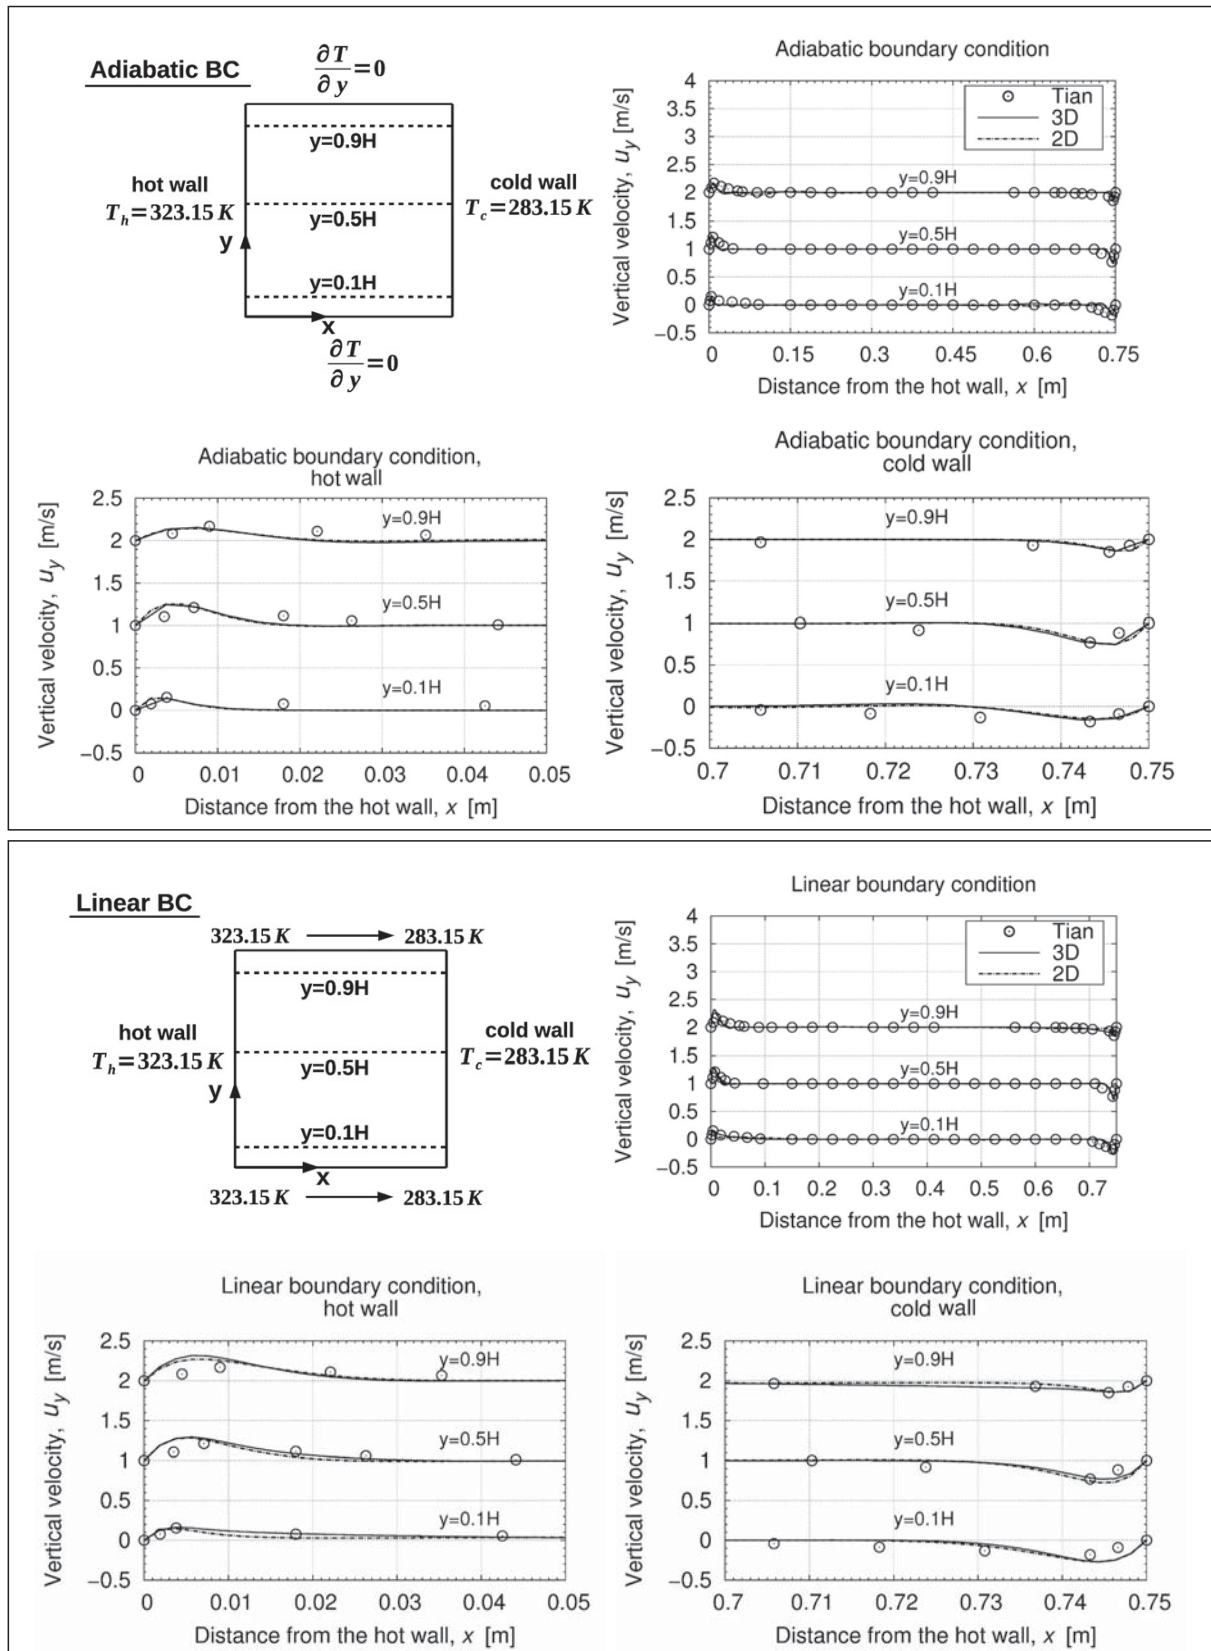 Adiabatic BC
∂T/∂y=0
y=0.9H
hot wall
T_h=323.15 K
cold wall
T_c=283.15 K
y
y=0.5H
y=0.1H
x
∂T/∂y=0
Adiabatic boundary condition
Vertical velocity, u_y [m/s]
4
3.5
3
2.5
2
1.5
1
0.5
0
−0.5
Tian
3D
2D
y=0.9H
y=0.5H
y=0.1H
0 0.15 0.3 0.45 0.6 0.75
Distance from the hot wall, x [m]
Adiabatic boundary condition,
hot wall
Vertical velocity, u_y [m/s]
2.5
2
1.5
1
0.5
0
−0.5
y=0.9H
y=0.5H
y=0.1H
0 0.01 0.02 0.03 0.04 0.05
Distance from the hot wall, x [m]
Adiabatic boundary condition,
cold wall
Vertical velocity, u_y [m/s]
2.5
2
1.5
1
0.5
0
−0.5
y=0.9H
y=0.5H
y=0.1H
0.7 0.71 0.72 0.73 0.74 0.75
Distance from the hot wall, x [m]
Linear BC
323.15 K 283.15 K
y=0.9H
hot wall
T_h=323.15 K
cold wall
T_c=283.15 K
y
y=0.5H
y=0.1H
x
323.15 K 283.15 K
Linear boundary condition
Vertical velocity, u_y [m/s]
4
3.5
3
2.5
2
1.5
1
0.5
0
−0.5
Tian
3D
2D
y=0.9H
y=0.5H
y=0.1H
0 0.1 0.2 0.3 0.4 0.5 0.6 0.7
Distance from the hot wall, x [m]
Linear boundary condition,
hot wall
Vertical velocity, u_y [m/s]
2.5
2
1.5
1
0.5
0
−0.5
y=0.9H
y=0.5H
y=0.1H
0 0.01 0.02 0.03 0.04 0.05
Distance from the hot wall, x [m]
Linear boundary condition,
cold wall
Vertical velocity, u_y [m/s]
2.5
2
1.5
1
0.5
0
−0.5
y=0.9H
y=0.5H
y=0.1H
0.7 0.71 0.72 0.73 0.74 0.75
Distance from the hot wall, x [m]